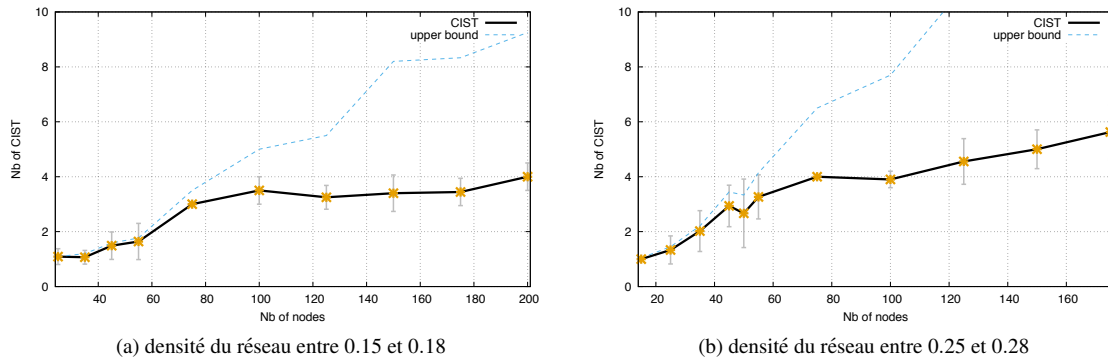 10
8
6
4
2
0
Nb of CIST
CIST
upper bound
40 60 80 100 120 140 160 180 200
Nb of nodes
(a) densité du réseau entre 0.15 et 0.18
10
8
6
4
2
0
Nb of CIST
CIST
upper bound
20 40 60 80 100 120 140 160
Nb of nodes
(b) densité du réseau entre 0.25 et 0.28